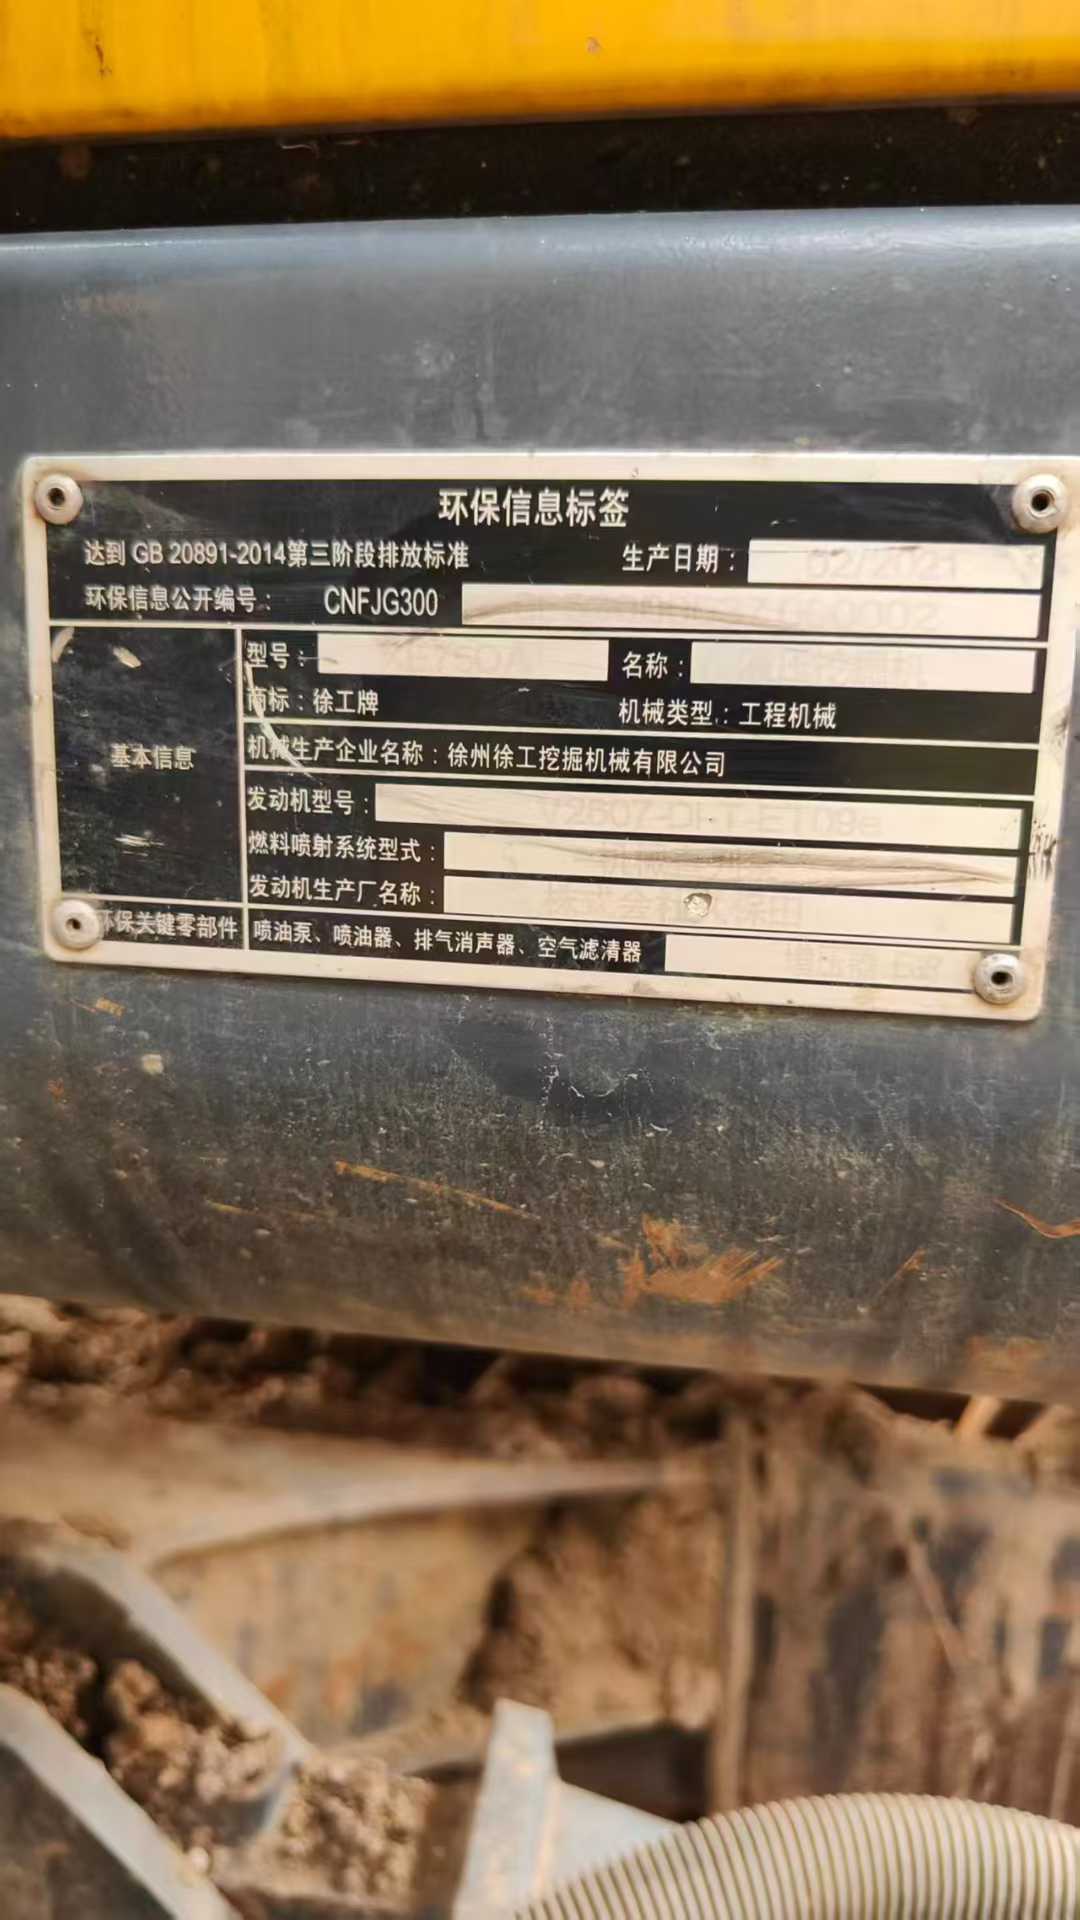 环保信息标签
达到 GB 20891-2014第三阶段排放标准 生产日期： 02/2021
环保信息公开编号： CNFJG300
基本信息
型号： 名称：
商标：徐工牌 机械类型：工程机械
机械生产企业名称：徐州徐工挖掘机械有限公司
发动机型号：
燃料喷射系统型式：
发动机生产厂名称：
环保关键零部件 喷油泵、喷油器、排气消声器、空气滤清器